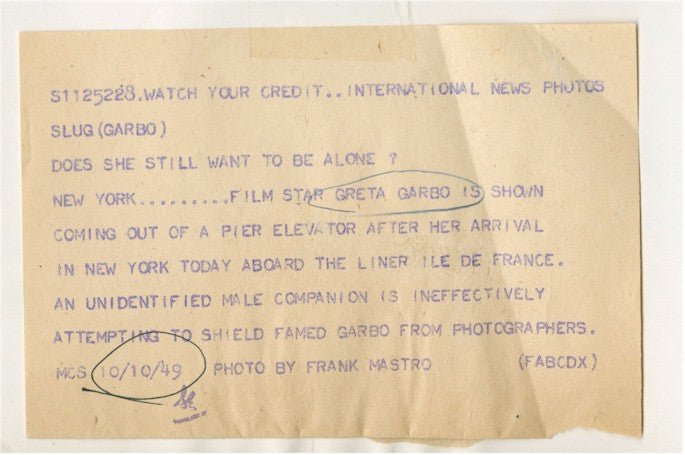 S1125228.WATCH YOUR CREDIT..INTERNATIONAL NEWS PHOTOS
SLUG(GARBO)
DOES SHE STILL WANT TO BE ALONE ?
NEW YORK.........FILM STAR GRETA GARBO IS SHOWN
COMING OUT OF A PIER ELEVATOR AFTER HER ARRIVAL
IN NEW YORK TODAY ABOARD THE LINER ILE DE FRANCE.
AN UNIDENTIFIED MALE COMPANION IS INEFFECTIVELY
ATTEMPTING TO SHIELD FAMED GARBO FROM PHOTOGRAPHERS.
MCS 10/10/49 PHOTO BY FRANK MASTRO (FABCDX)